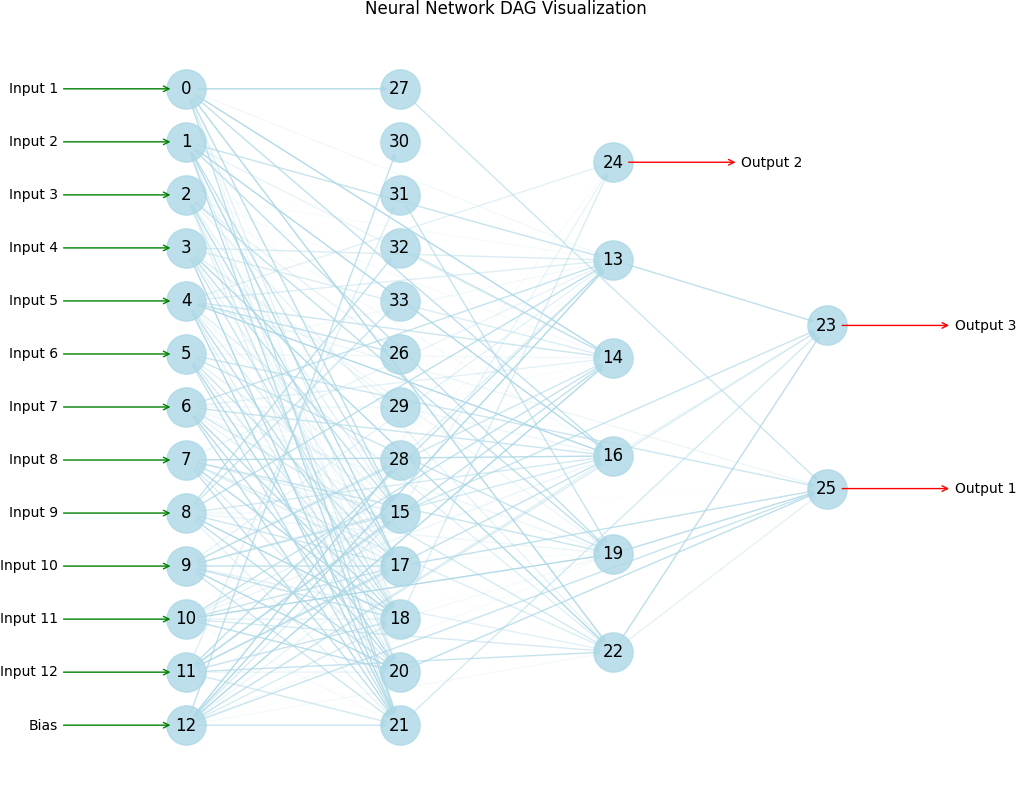 Neural Network DAG Visualization
Input 1 0 27
Input 2 1 30
24 Output 2
Input 3 2 31
Input 4 3 32
13
Input 5 4 33
23 Output 3
Input 6 5 26
14
Input 7 6 29
Input 8 7 28
16
25 Output 1
Input 9 8 15
19
Input 10 9 17
Input 11 10 18
22
Input 12 11 20
Bias 12 21